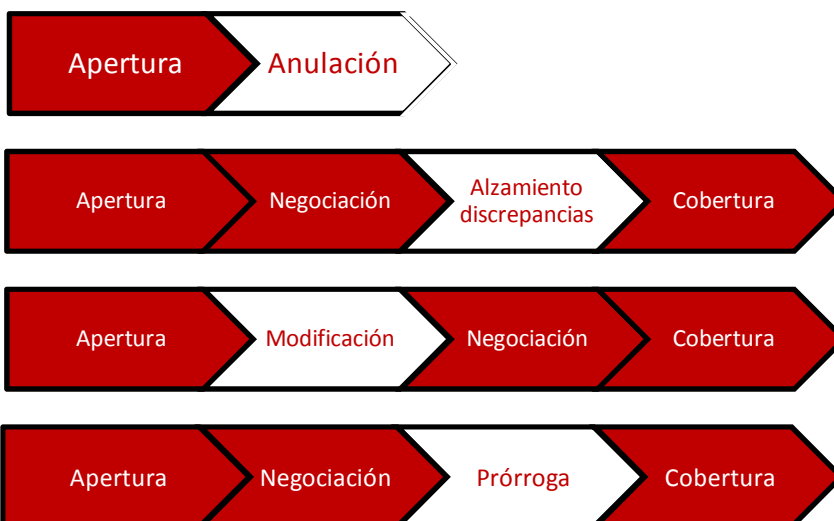 Apertura Anulación
Apertura Negociación Alzamiento discrepancias Cobertura
Apertura Modificación Negociación Cobertura
Apertura Negociación Prórroga Cobertura